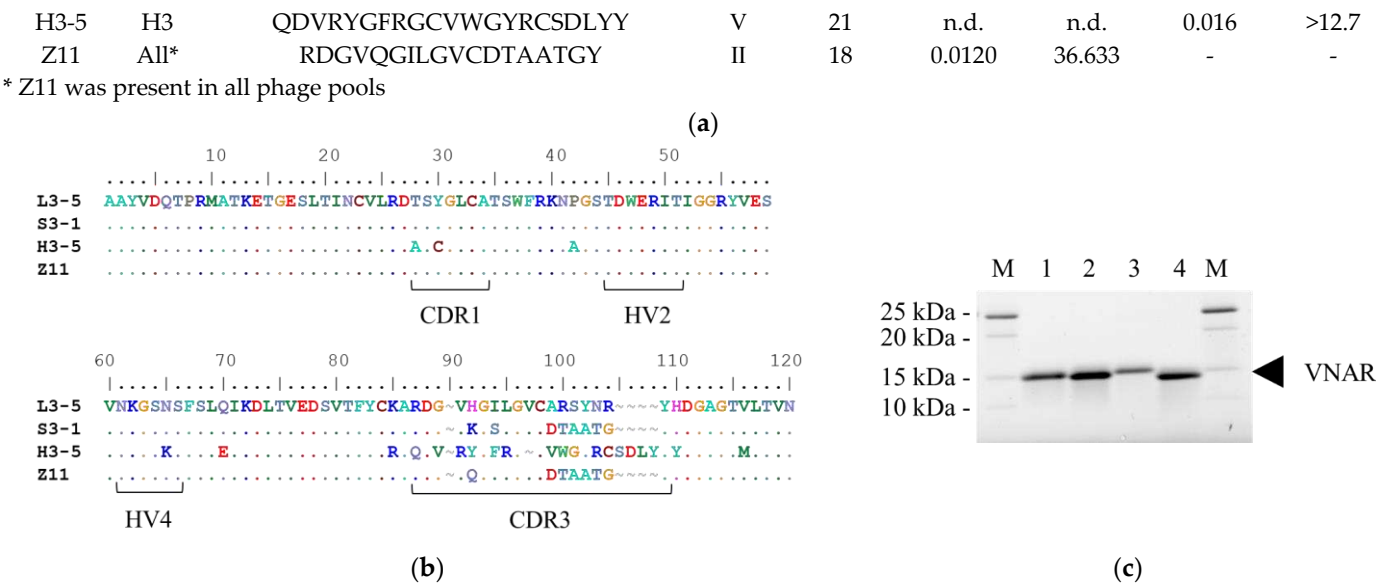 H3-5 H3 QDVRYGFRGCVWGYRCSDLYY V 21 n.d. n.d. 0.016 >12.7
Z11 All* RDGVQGILGVCDTAATGY II 18 0.0120 36.633 - -
* Z11 was present in all phage pools
(a)
10 20 30 40 50
L3-5 AAYVDQTPRMATKETGESLTINCVLRDTSYGLCATSWFRKNPGSTDWERITIGGRYVES
S3-1 ...........................................................
H3-5 ...........................A.C...........A.................
Z11 ...........................................................
CDR1 HV2
60 70 80 90 100 110 120
L3-5 VNKGSNSFSLQIKDLTVEDSVTFYCKARDG~VHGILGVCARSYNR~~~~YHDGAGTVLTVN
S3-1 ..............................~.K.S....DTAATG~~~~............
H3-5 .....K....E..............R.Q.V~RY.FR.~.VWG.RCSDLY.Y.....M....
Z11 ..............................~.Q......DTAATG~~~~............
HV4 CDR3
(b)
M 1 2 3 4 M
25 kDa -
20 kDa -
15 kDa -
10 kDa -
VNAR
(c)